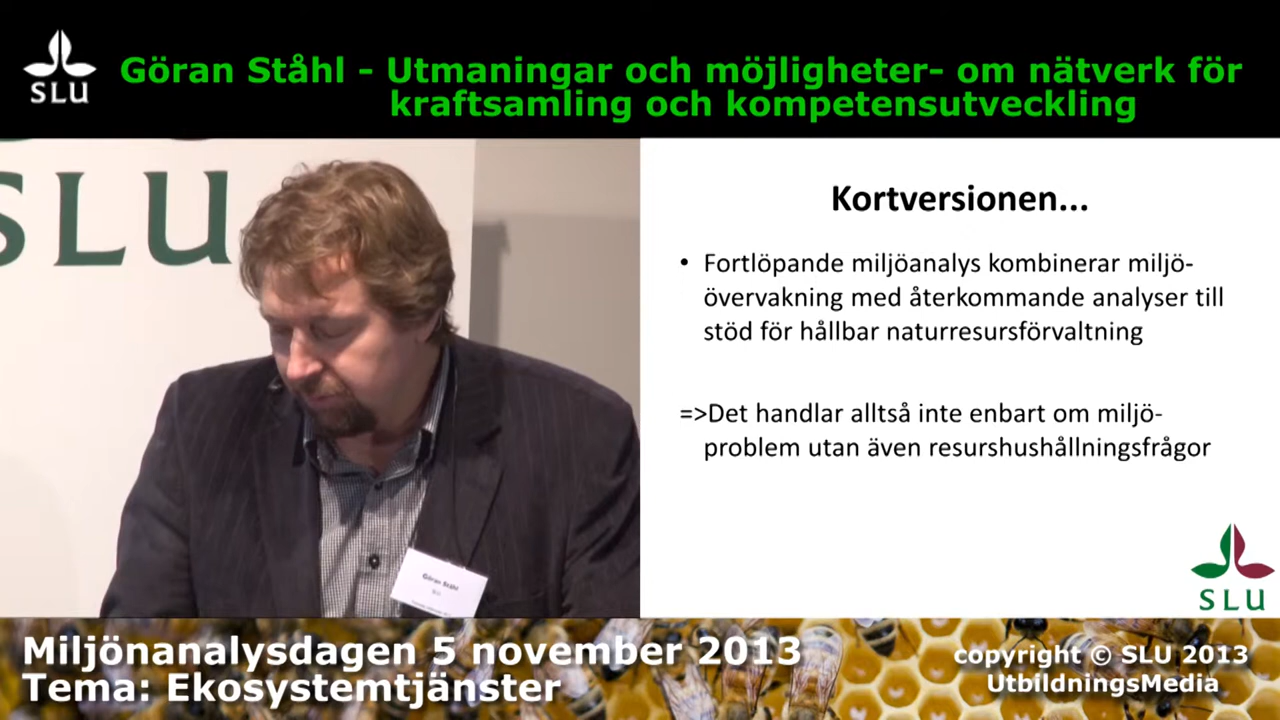 SLU
Göran Ståhl - Utmaningar och möjligheter- om nätverk för
kraftsamling och kompetensutveckling
SLU
Göran Ståhl
SLU
Kortversionen...
• Fortlöpande miljöanalys kombinerar miljö-
övervakning med återkommande analyser till
stöd för hållbar naturresursförvaltning
=>Det handlar alltså inte enbart om miljö-
problem utan även resurshushållningsfrågor
SLU
Miljönanalysdagen 5 november 2013
Tema: Ekosystemtjänster
copyright © SLU 2013
UtbildningsMedia